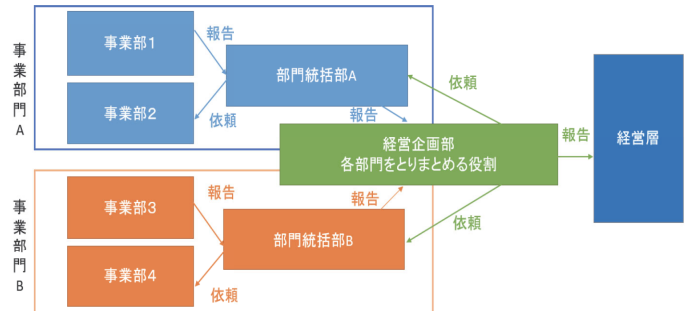 事業部門A
事業部1
報告
部門統括部A
事業部2
依頼
報告
依頼
経営企画部
各部門をとりまとめる役割
報告
経営層
事業部門B
事業部3
報告
報告
部門統括部B
依頼
事業部4
依頼